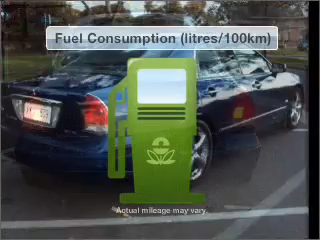 Fuel Consumption (litres/100km)
Actual mileage may vary.